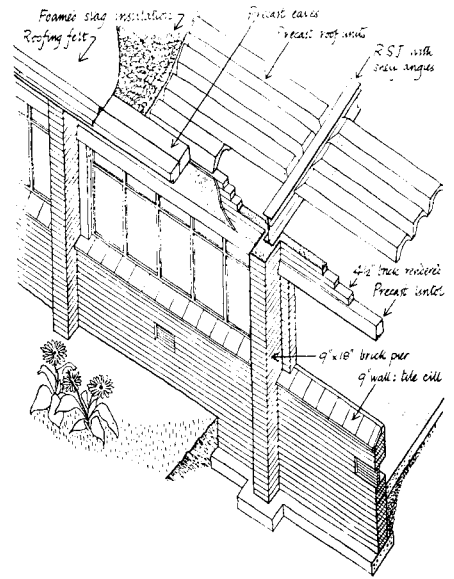 Foamed slag insulation
Roofing felt
Precast eaves
Precast roof units
R S J with
shelf angles
4½" brick rendered
Precast lintol
9"x18" brick pier
9" wall: tile cill